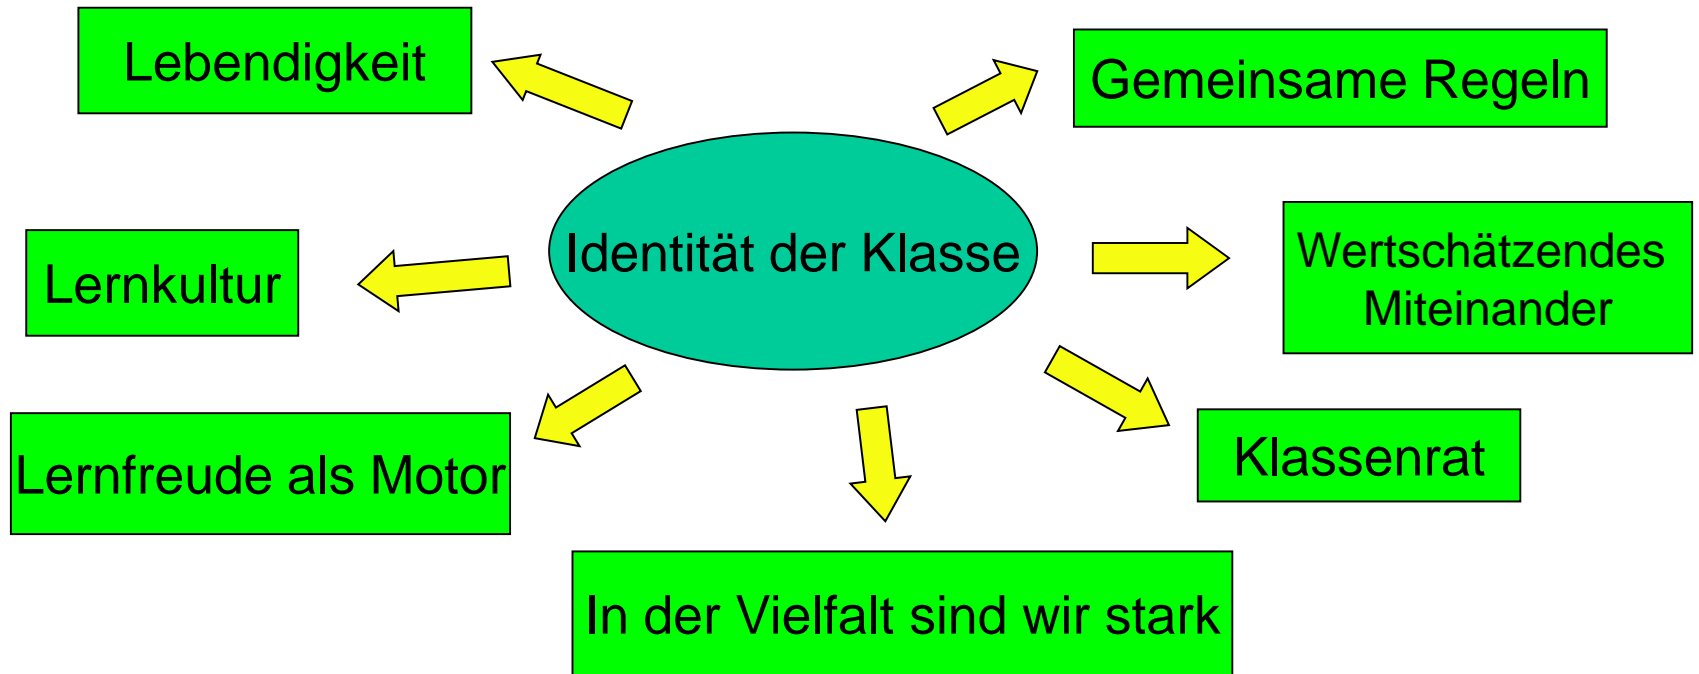 Lebendigkeit
Gemeinsame Regeln
Identität der Klasse
Wertschätzendes
Miteinander
Lernkultur
Lernfreude als Motor
Klassenrat
In der Vielfalt sind wir stark